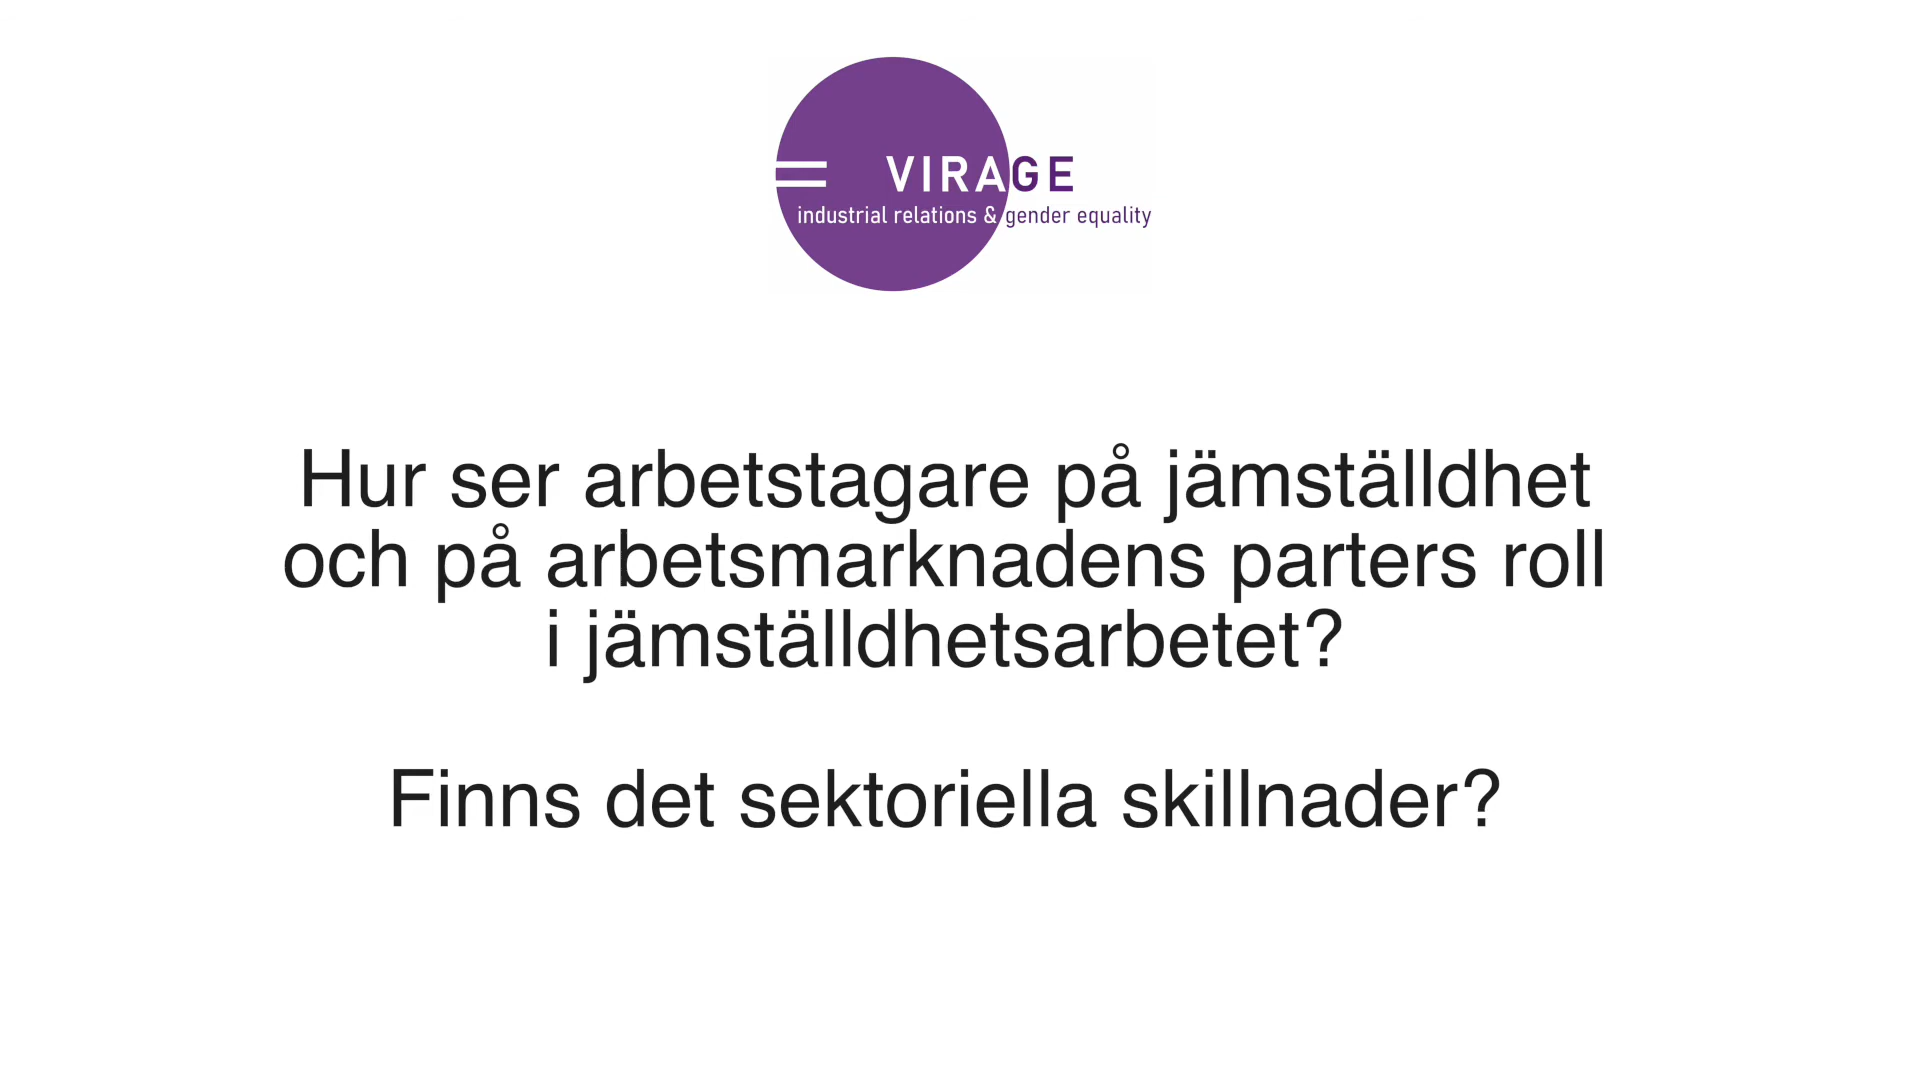 VIRAGE
industrial relations & gender equality
Hur ser arbetstagare på jämställdhet
och på arbetsmarknadens parters roll
i jämställdhetsarbetet?
Finns det sektoriella skillnader?